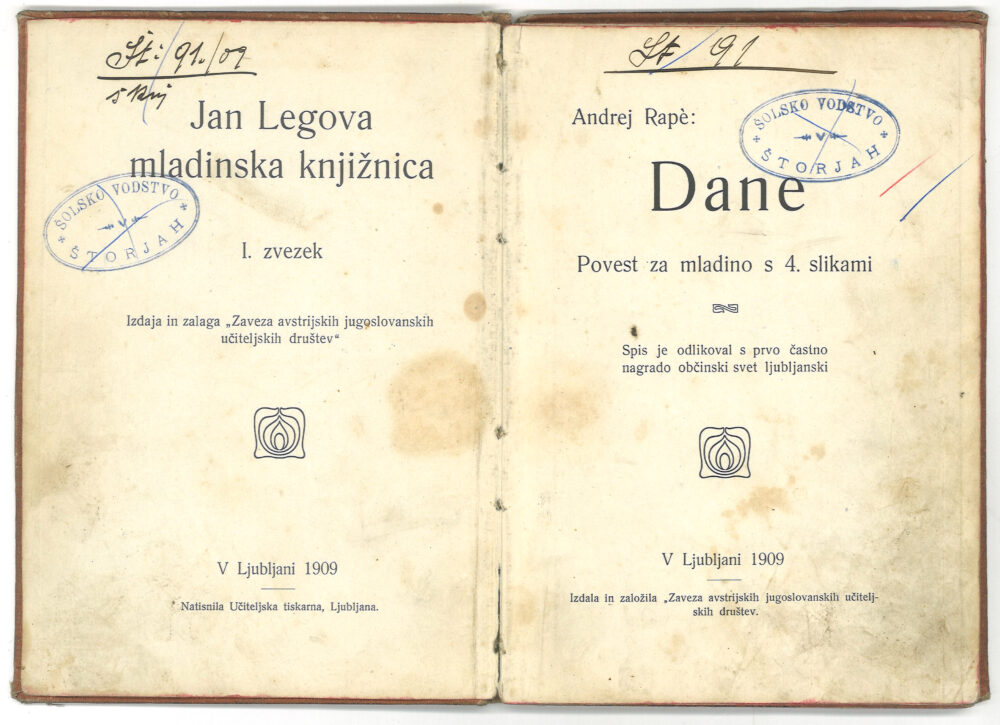 Št: 91./09
Jan Legova
mladinska knjižnica
ŠOLSKO VODSTVO
V
ŠTORJAH
I. zvezek
Izdaja in zalaga „Zaveza avstrijskih jugoslovanskih
učiteljskih društev“
V Ljubljani 1909
Natisnila Učiteljska tiskarna, Ljubljana.
Št 91
Andrej Rapè:
ŠOLSKO VODSTVO
V
ŠTORJAH
Dane
Povest za mladino s 4. slikami
Spis je odlikoval s prvo častno
nagrado občinski svet ljubljanski
V Ljubljani 1909
Izdala in založila „Zaveza avstrijskih jugoslovanskih učitelj-
skih društev.